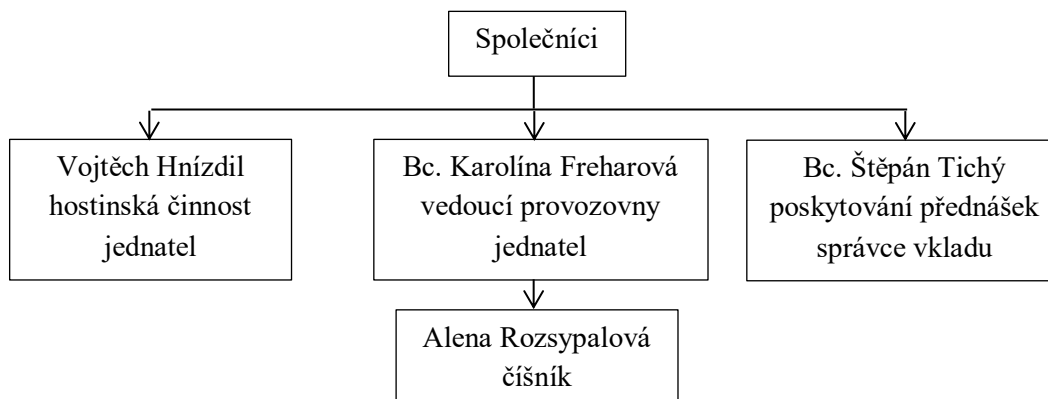 Společníci
Vojtěch Hnízdil
hostinská činnost
jednatel
Bc. Karolína Freharová
vedoucí provozovny
jednatel
Bc. Štěpán Tichý
poskytování přednášek
správce vkladu
Alena Rozsypalová
číšník